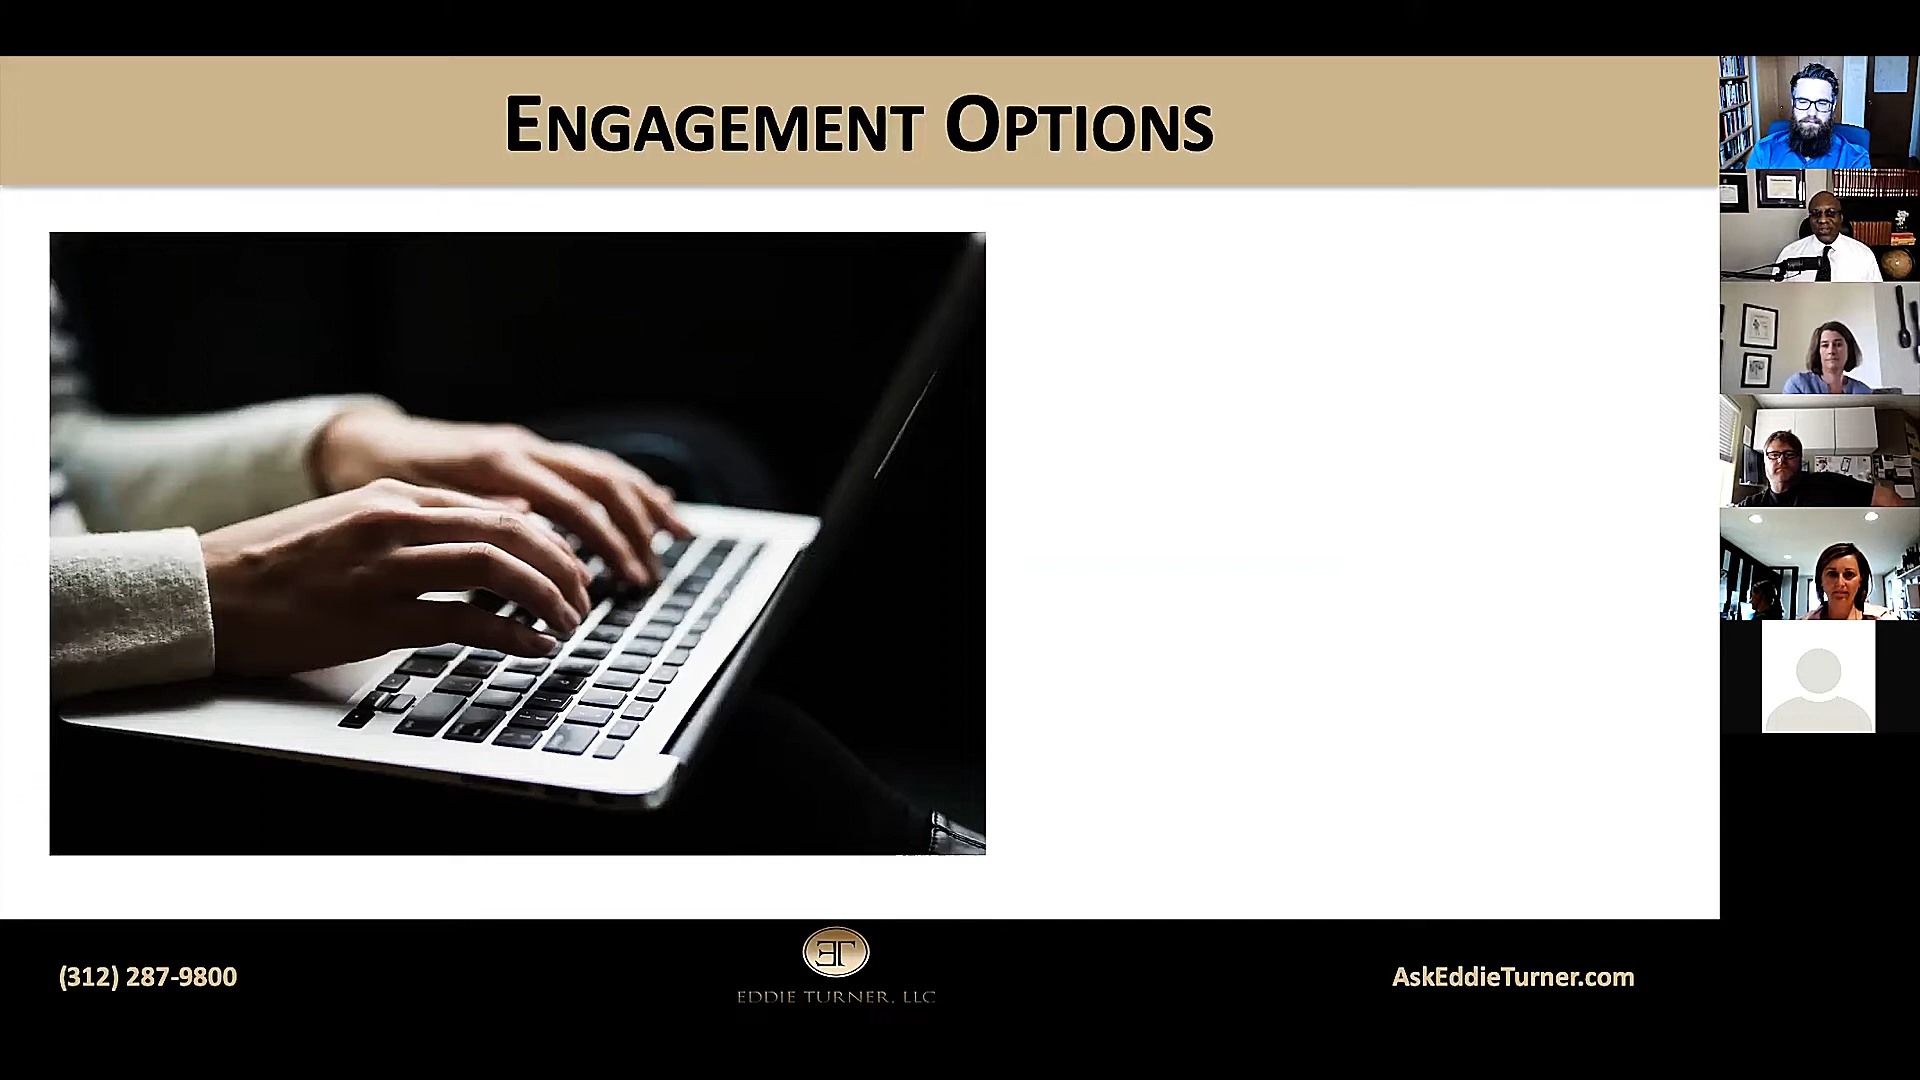 ENGAGEMENT OPTIONS
(312) 287-9800
ET
EDDIE TURNER, LLC
AskEddieTurner.com